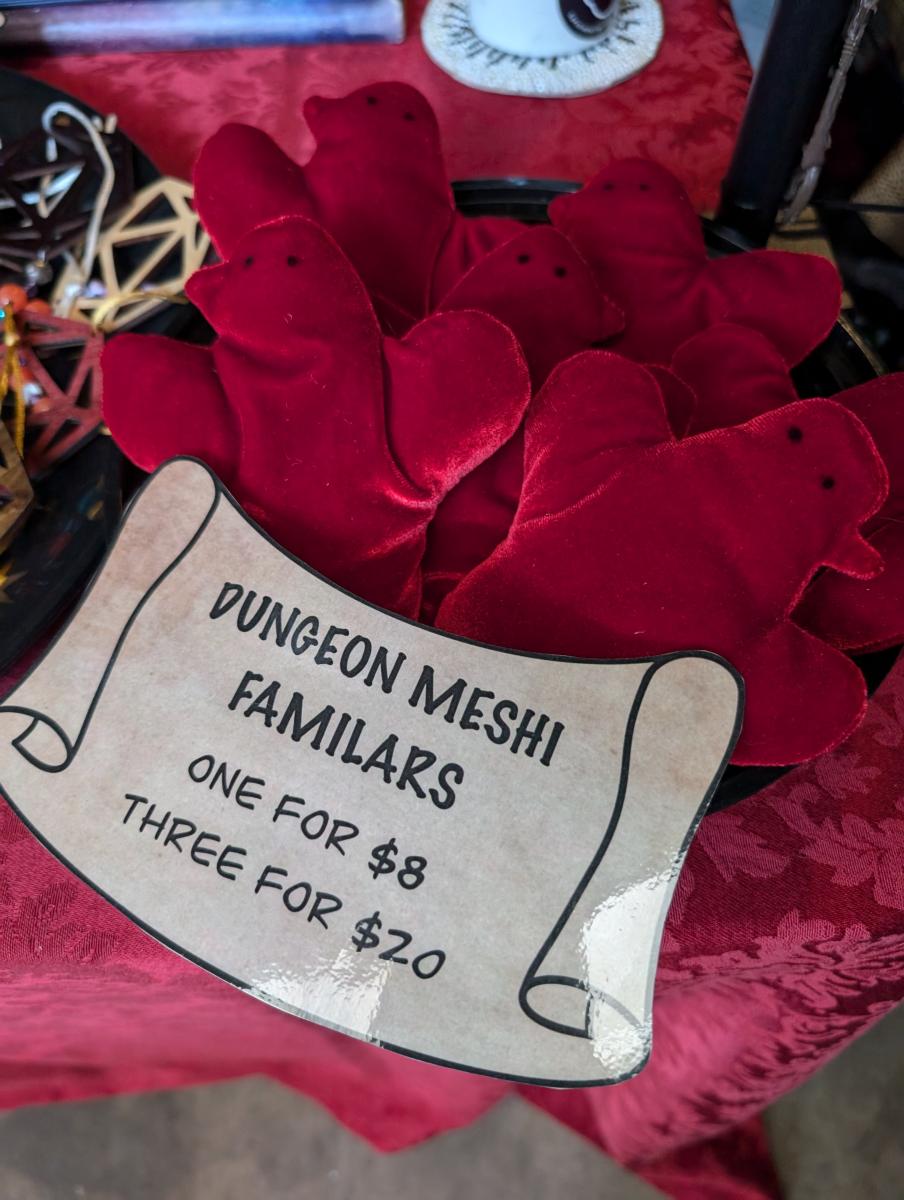 DUNGEON MESHI
FAMILARS
ONE FOR $8
THREE FOR $20